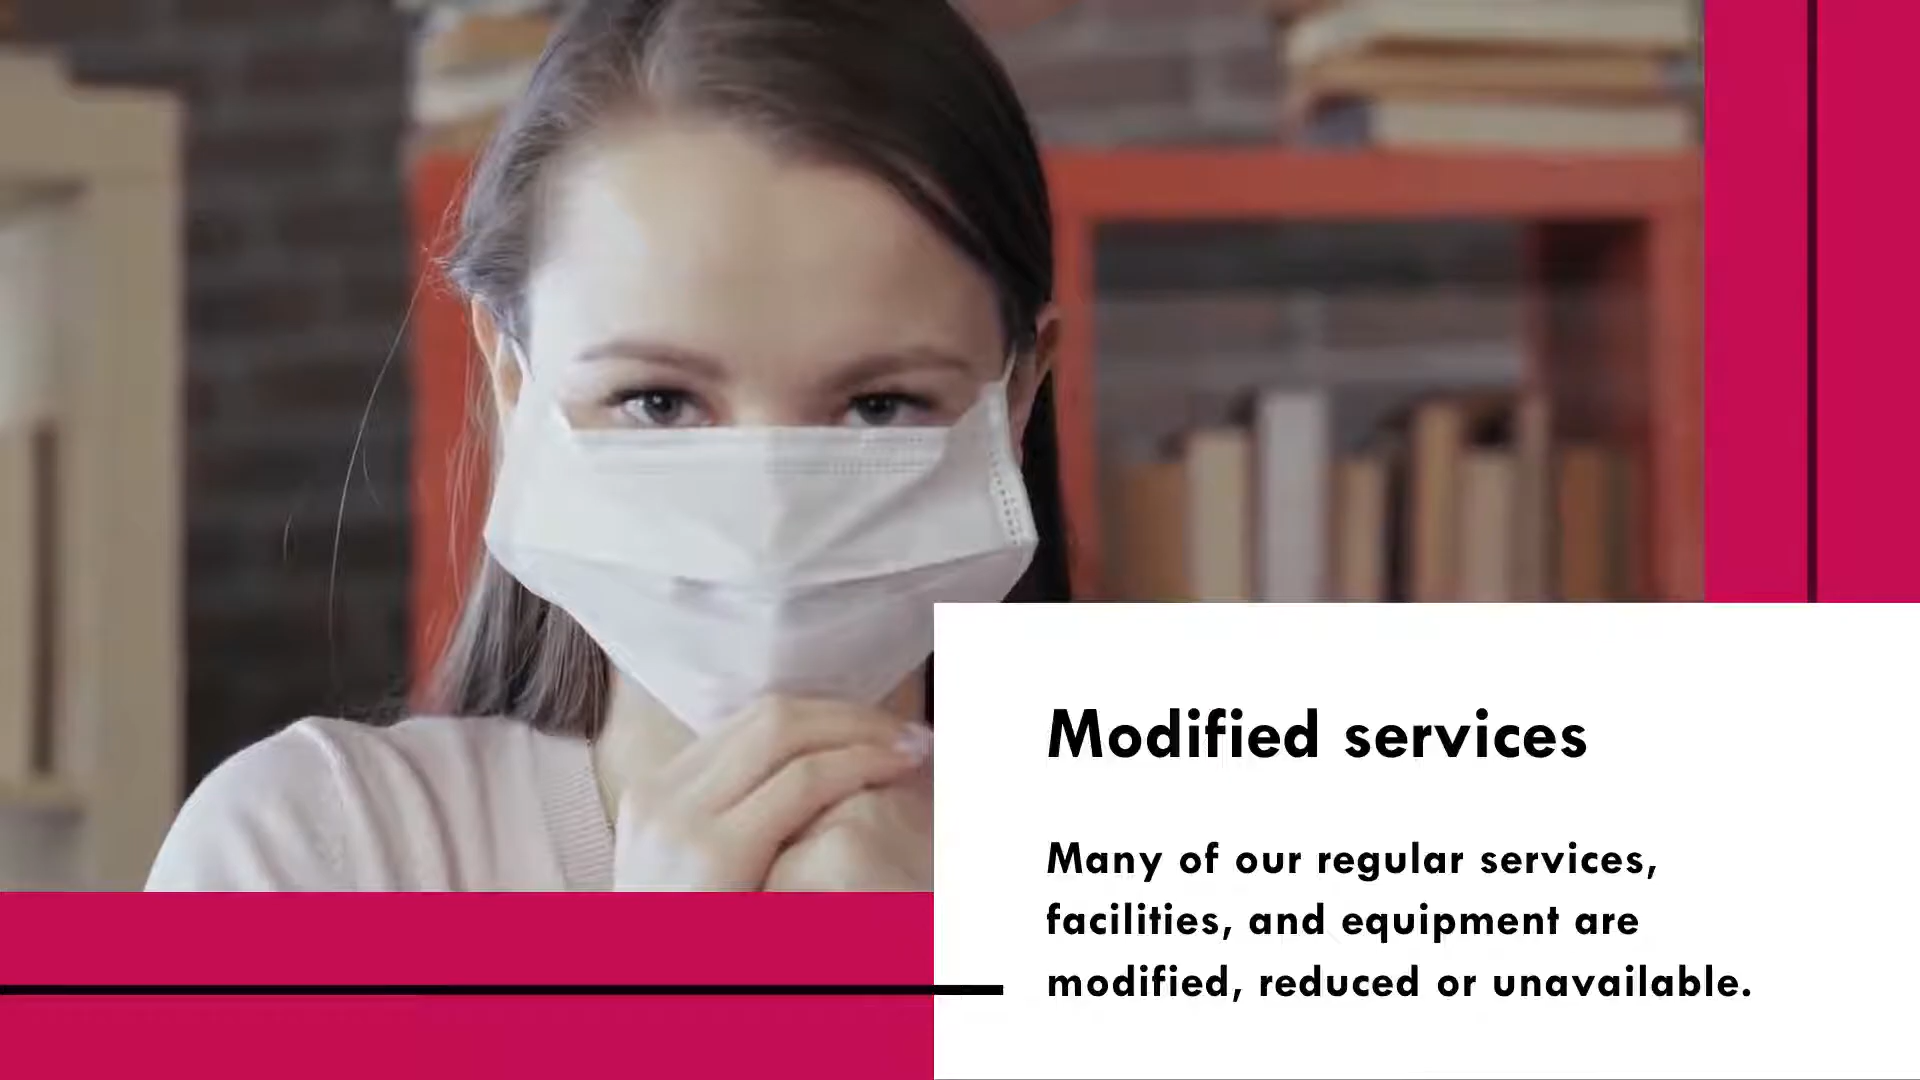 Modified services
Many of our regular services,
facilities, and equipment are
modified, reduced or unavailable.